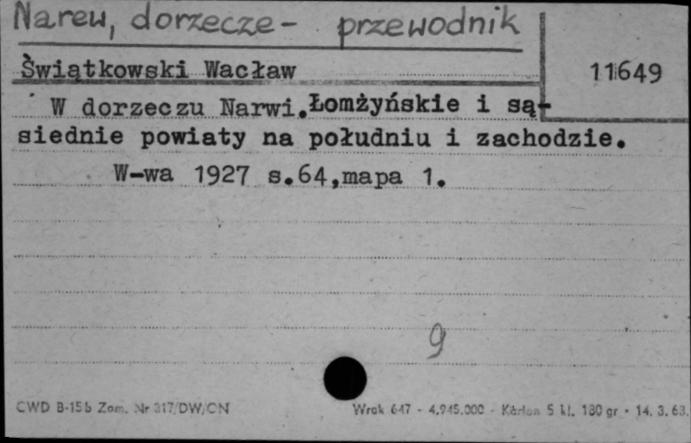 Narew, dorzecze - przewodnik
Świątkowski Wacław
11649
W dorzeczu Narwi.Łomżyńskie i są-
siednie powiaty na południu i zachodzie.
W-wa 1927 s.64,mapa 1.
9
CWD B-15b Zam. Nr 317/DW/CN
Wrok 647 - 4.945.000 - Karton 5 kl. 180 gr - 14. 3. 63.